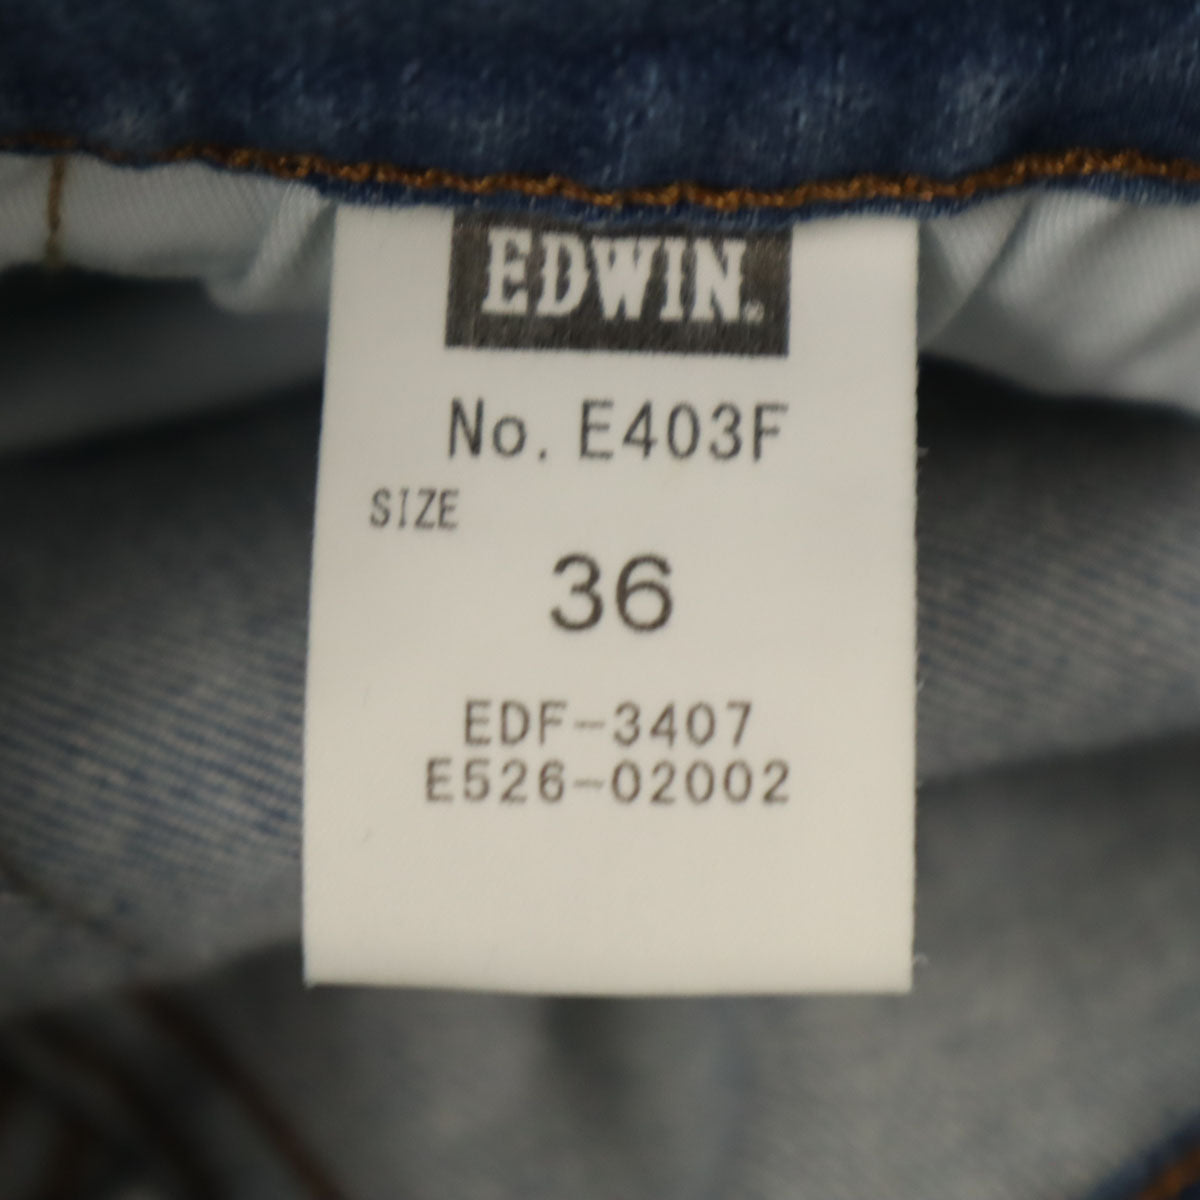 EDWIN.
No. E403F
SIZE
36
EDF-3407
E526-02002